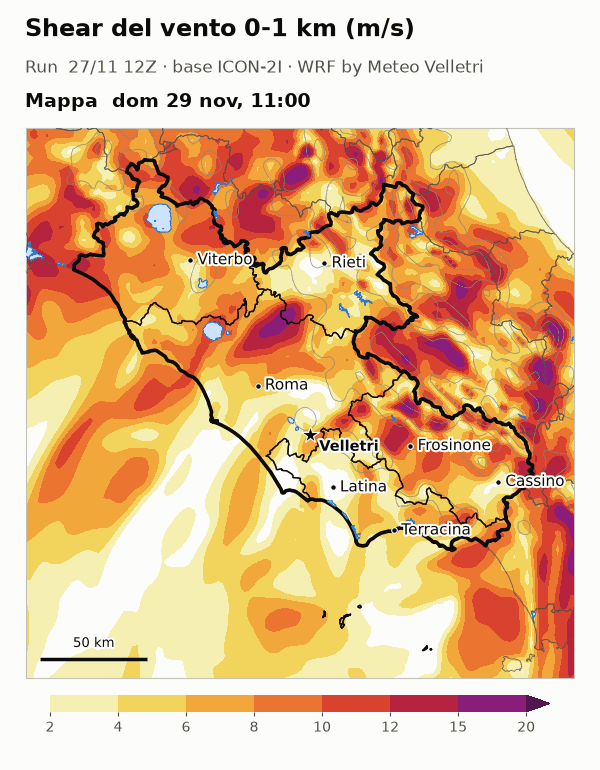 Shear del vento 0-1 km (m/s)
Run 27/11 12Z · base ICON-2I · WRF by Meteo Velletri
Mappa dom 29 nov, 11:00
Viterbo
Rieti
Roma
Velletri
Frosinone
Latina
Cassino
Terracina
50 km
2 4 6 8 10 12 15 20